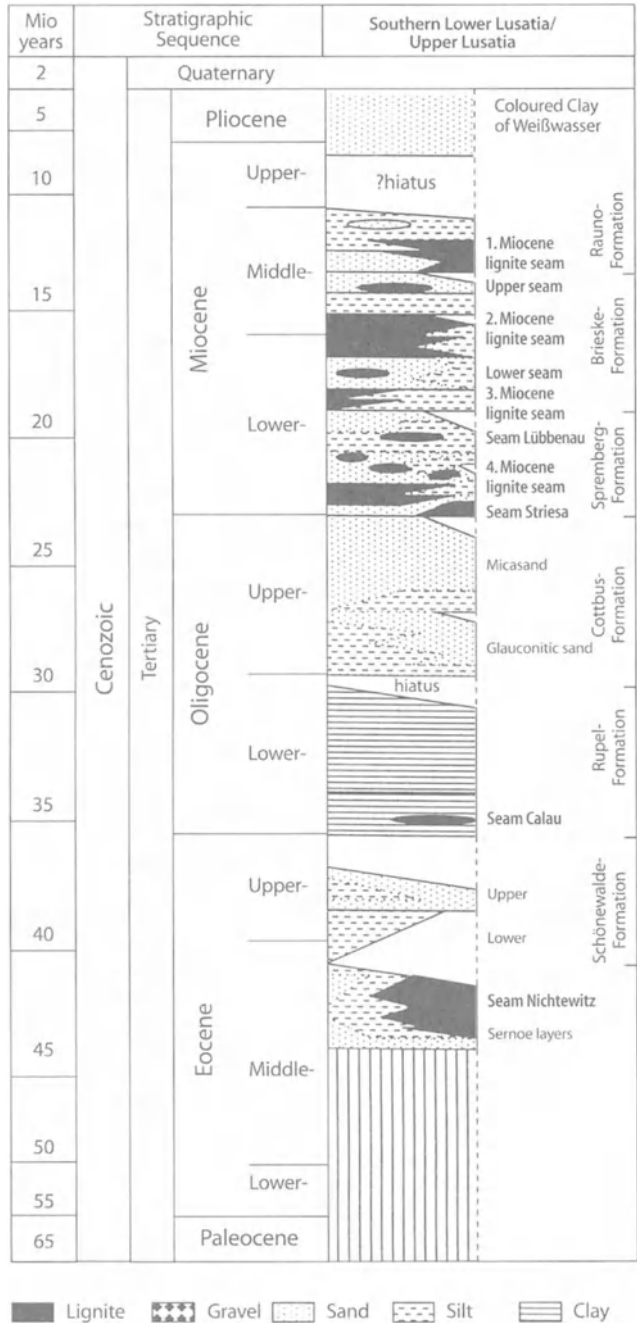 Mio years
Stratigraphic Sequence
Southern Lower Lusatia/
Upper Lusatia
2
5
10
15
20
25
30
35
40
45
50
55
65
Cenozoic
Quaternary
Tertiary
Pliocene
Miocene
Upper-
Middle-
Lower-
Oligocene
Upper-
Lower-
Eocene
Upper-
Middle-
Lower-
Paleocene
?hiatus
hiatus
Coloured Clay
of Weißwasser
1. Miocene
lignite seam
Upper seam
2. Miocene
lignite seam
Lower seam
3. Miocene
lignite seam
Seam Lübbenau
4. Miocene
lignite seam
Seam Striesa
Micasand
Glauconitic sand
Seam Calau
Upper
Lower
Seam Nichtewitz
Sernoe layers
Rauno-
Formation
Brieske-
Formation
Spremberg-
Formation
Cottbus-
Formation
Rupel-
Formation
Schönewalde-
Formation
Lignite Gravel Sand Silt Clay